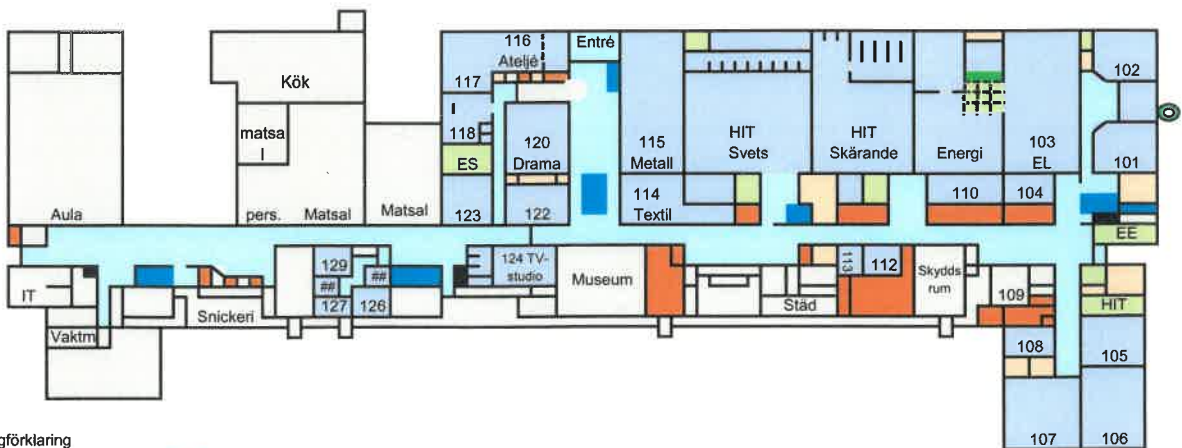 116
Ateljé
Entré
117
102
Kök
matsa
l
118
120
Drama
115
Metall
HIT
Svets
HIT
Skärande
Energi
103
EL
101
ES
114
Textil
110
104
Aula
pers.
Matsal
Matsal
123
122
EE
129
##
##
124 TV-
studio
Museum
113
112
Skydds
rum
IT
127
126
109
HIT
Snickeri
Städ
Vaktm
108
105
107
106
gförklaring